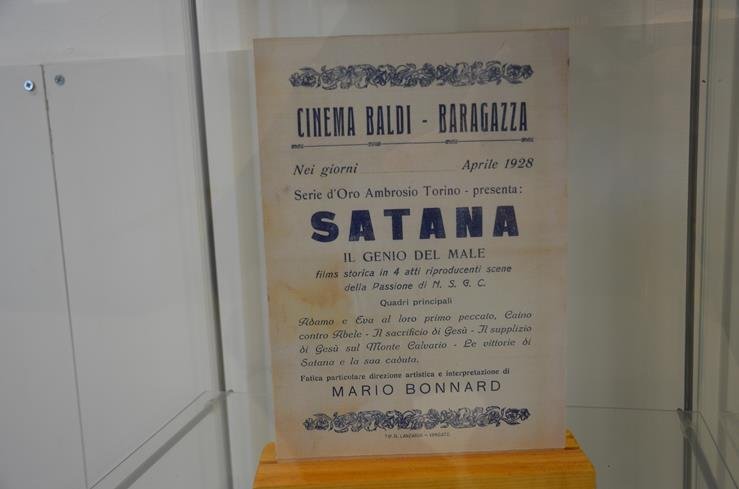 CINEMA BALDI - BARAGAZZA
Nei giorni Aprile 1928
Serie d'Oro Ambrosio Torino - presenta:
SATANA
IL GENIO DEL MALE
films storica in 4 atti riproducenti scene
della Passione di N. S. G. C.
Quadri principali
Adamo e Eva al loro primo peccato, Caino
contro Abele - Il sacrificio di Gesù - Il supplizio
di Gesù sul Monte Calvario - Le vittorie di
Satana e la sua caduta.
Fatica particolare direzione artistica e interpretazione di
MARIO BONNARD
TIP. G. LANZARINI - VERGATO